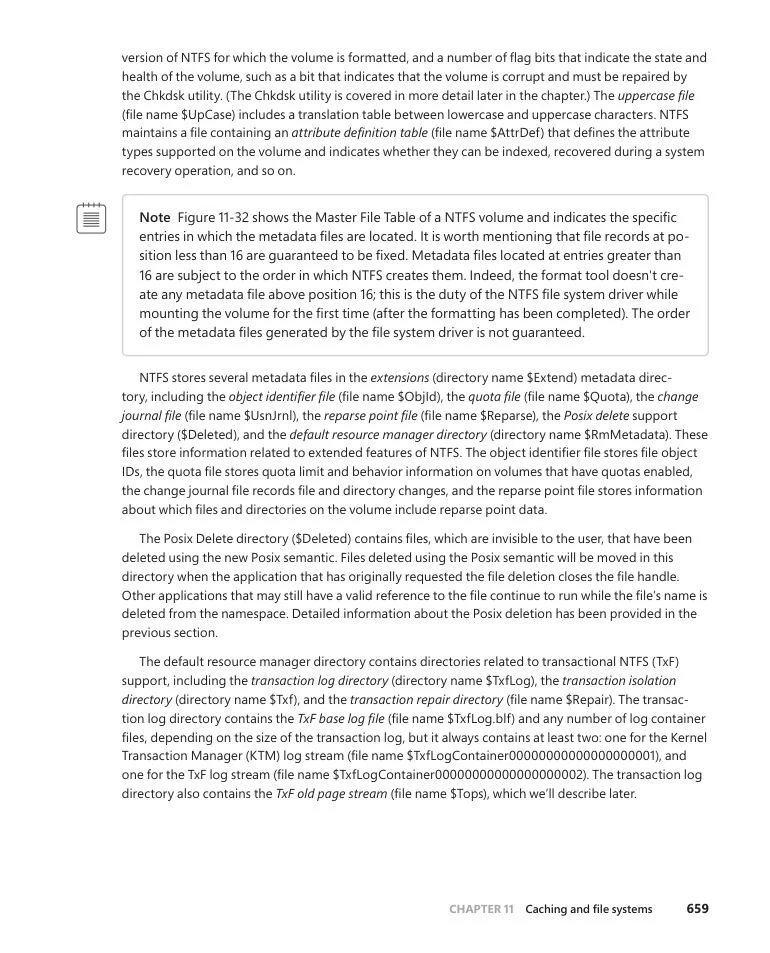 version of NTFS for which the volume is formatted, and a number of flag bits that indicate the state and
health of the volume, such as a bit that indicates that the volume is corrupt and must be repaired by
the Chkdsk utility. (The Chkdsk utility is covered in more detail later in the chapter.) The uppercase file
(file name $UpCase) includes a translation table between lowercase and uppercase characters. NTFS
maintains a file containing an attribute definition table (file name $AttrDef) that defines the attribute
types supported on the volume and indicates whether they can be indexed, recovered during a system
recovery operation, and so on.
Note Figure 11-32 shows the Master File Table of a NTFS volume and indicates the specific
entries in which the metadata files are located. It is worth mentioning that file records at po-
sition less than 16 are guaranteed to be fixed. Metadata files located at entries greater than
16 are subject to the order in which NTFS creates them. Indeed, the format tool doesn't cre-
ate any metadata file above position 16; this is the duty of the NTFS file system driver while
mounting the volume for the first time (after the formatting has been completed). The order
of the metadata files generated by the file system driver is not guaranteed.
NTFS stores several metadata files in the extensions (directory name $Extend) metadata direc-
tory, including the object identifier file (file name $ObjId), the quota file (file name $Quota), the change
journal file (file name $UsnJrnl), the reparse point file (file name $Reparse), the Posix delete support
directory ($Deleted), and the default resource manager directory (directory name $RmMetadata). These
files store information related to extended features of NTFS. The object identifier file stores file object
IDs, the quota file stores quota limit and behavior information on volumes that have quotas enabled,
the change journal file records file and directory changes, and the reparse point file stores information
about which files and directories on the volume include reparse point data.
The Posix Delete directory ($Deleted) contains files, which are invisible to the user, that have been
deleted using the new Posix semantic. Files deleted using the Posix semantic will be moved in this
directory when the application that has originally requested the file deletion closes the file handle.
Other applications that may still have a valid reference to the file continue to run while the file's name is
deleted from the namespace. Detailed information about the Posix deletion has been provided in the
previous section.
The default resource manager directory contains directories related to transactional NTFS (TxF)
support, including the transaction log directory (directory name $TxfLog), the transaction isolation
directory (directory name $Txf), and the transaction repair directory (file name $Repair). The transac-
tion log directory contains the TxF base log file (file name $TxfLog.blf) and any number of log container
files, depending on the size of the transaction log, but it always contains at least two: one for the Kernel
Transaction Manager (KTM) log stream (file name $TxfLogContainer00000000000000000001), and
one for the TxF log stream (file name $TxfLogContainer00000000000000000002). The transaction log
directory also contains the TxF old page stream (file name $Tops), which we'll describe later.
CHAPTER 11 Caching and file systems 659